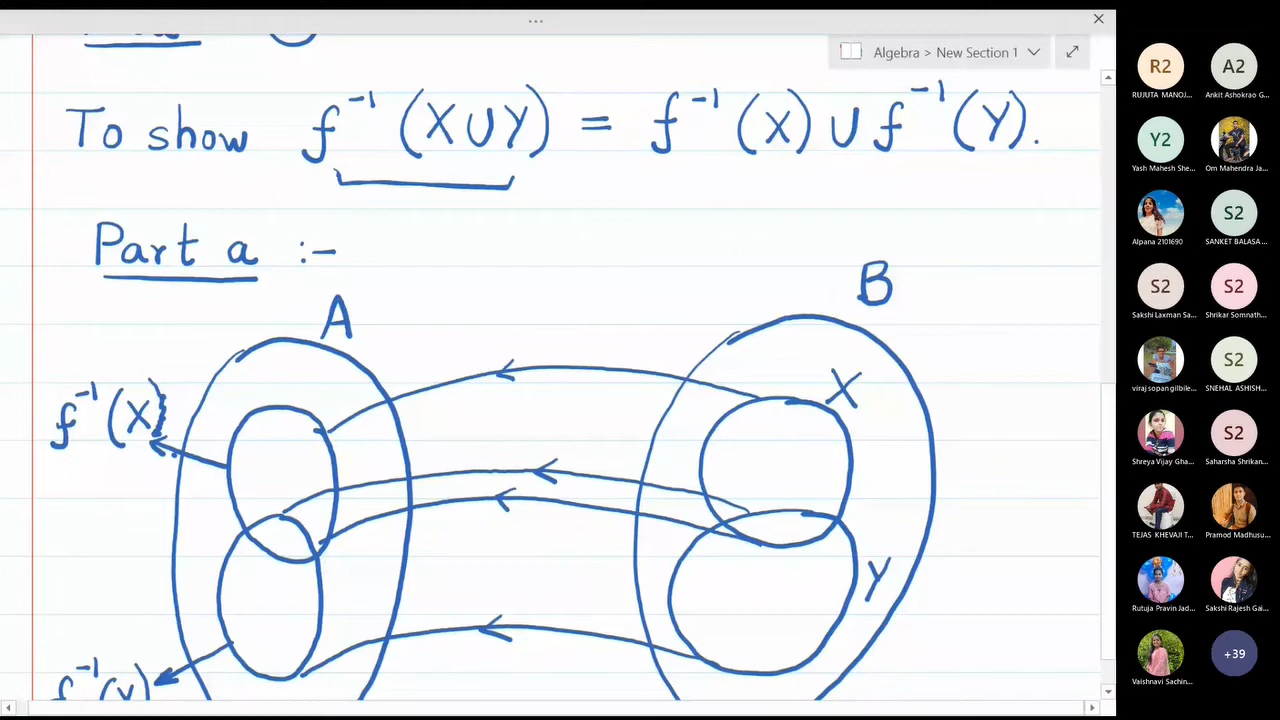 Algebra > New Section 1
To show f⁻¹ (X∪Y) = f⁻¹ (X) ∪ f⁻¹ (Y).
Part a :-
A
B
f⁻¹ (X)
X
Y
f⁻¹ (Y)
R2
A2
RUJUTA MANOJ... Ankit Ashokrao G...
Y2
Yash Mahesh She... Om Mahendra Ja...
S2
Alpana 2101690 SANKET BALASA ...
S2
S2
Sakshi Laxman Sa... Shrikar Somnath...
S2
viraj sopan gilbile... SNEHAL ASHISH...
S2
Shreya Vijay Gha... Saharsha Shrikan...
TEJAS KHEVAJI T... Pramod Madhusu...
Rutuja Pravin Jad... Sakshi Rajesh Gai...
+39
Vaishnavi Sachin...